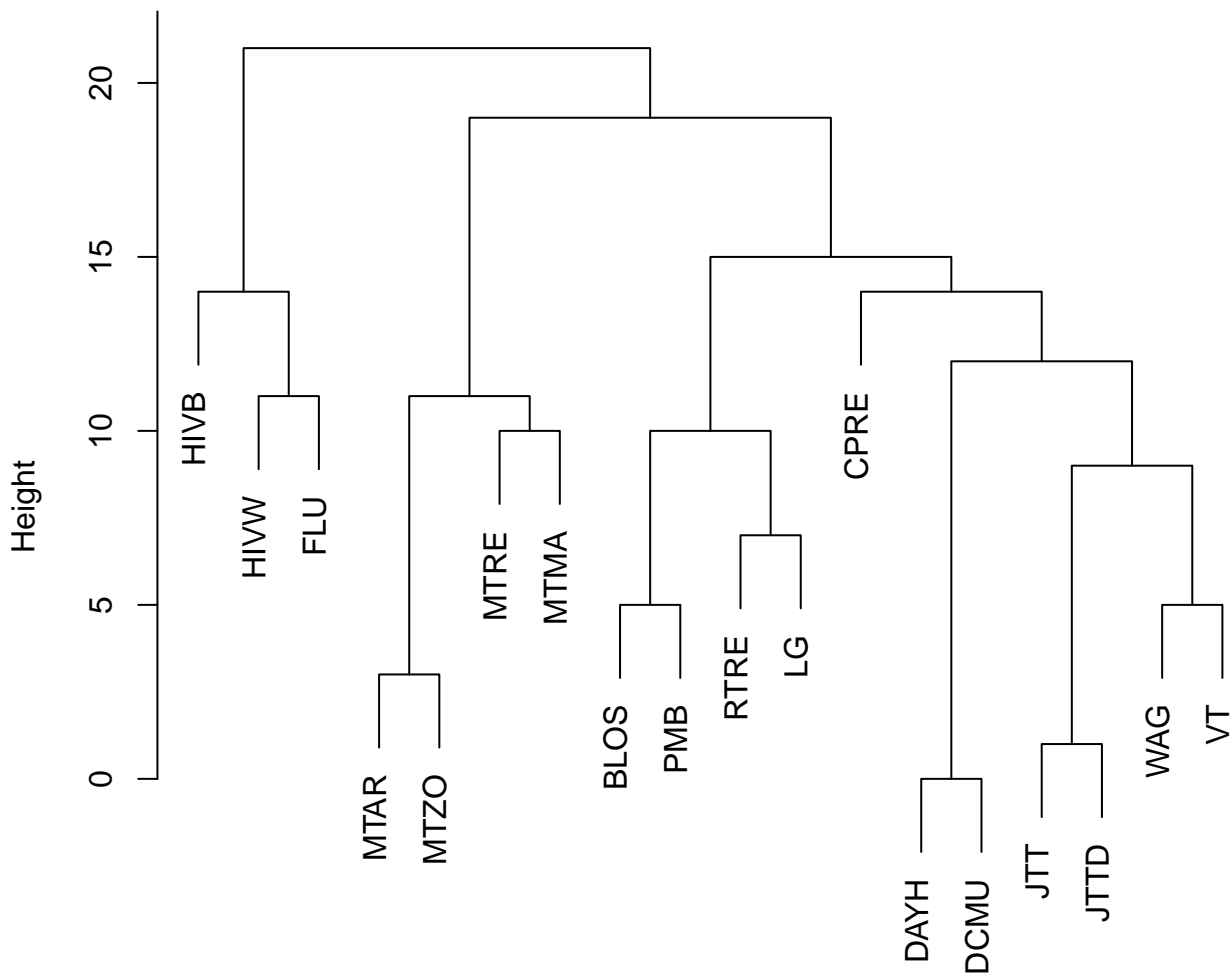 Height
20
15
10
5
0
HIVB
HIVW
FLU
MTAR
MTZO
MTRE
MTMA
BLOS
PMB
RTRE
LG
CPRE
DAYH
DCMU
JTT
JTTD
WAG
VT